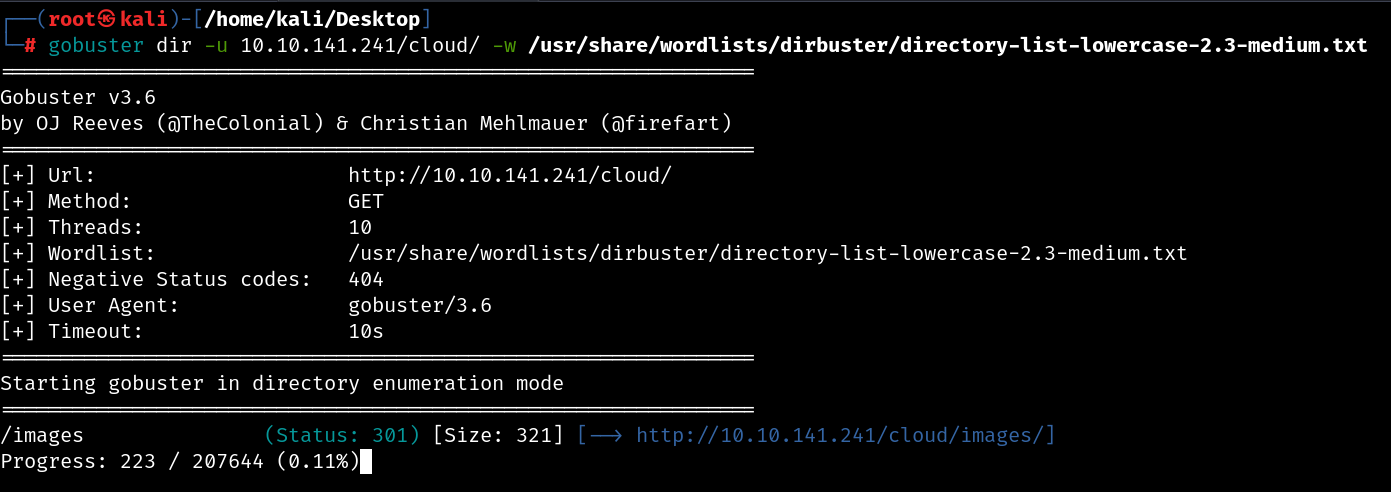 ┌──(root㉿kali)-[/home/kali/Desktop]
└─# gobuster dir -u 10.10.141.241/cloud/ -w /usr/share/wordlists/dirbuster/directory-list-lowercase-2.3-medium.txt
===============================================================
Gobuster v3.6
by OJ Reeves (@TheColonial) & Christian Mehlmauer (@firefart)
===============================================================
[+] Url:                     http://10.10.141.241/cloud/
[+] Method:                  GET
[+] Threads:                 10
[+] Wordlist:                /usr/share/wordlists/dirbuster/directory-list-lowercase-2.3-medium.txt
[+] Negative Status codes:   404
[+] User Agent:              gobuster/3.6
[+] Timeout:                 10s
===============================================================
Starting gobuster in directory enumeration mode
===============================================================
/images               (Status: 301) [Size: 321] [--> http://10.10.141.241/cloud/images/]
Progress: 223 / 207644 (0.11%)